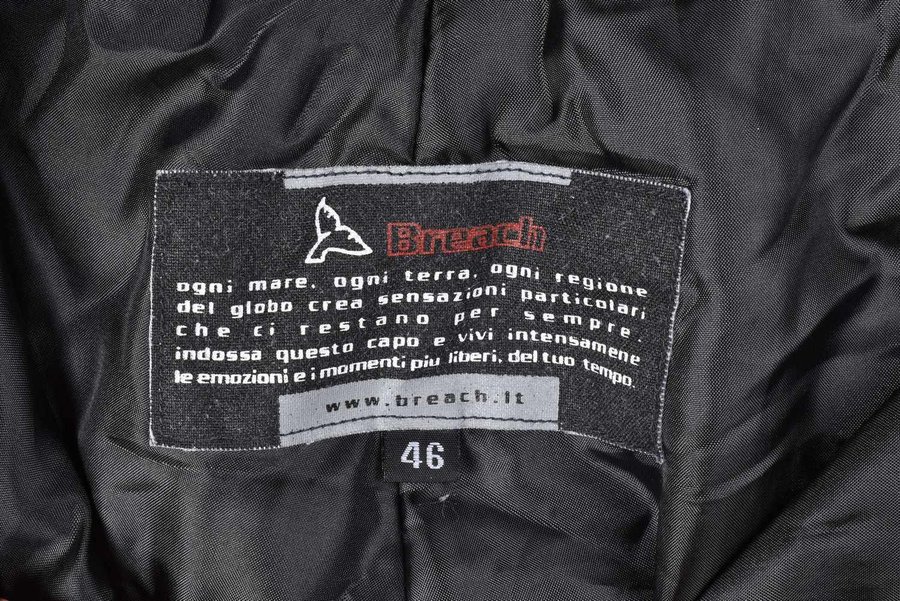 Breach
ogni mare, ogni terra, ogni regione
del globo crea sensazioni particolari
che ci restano per sempre.
indossa questo capo e vivi intensamene
le emozioni e i momenti piu liberi, del tuo tempo.
www.breach.it
46